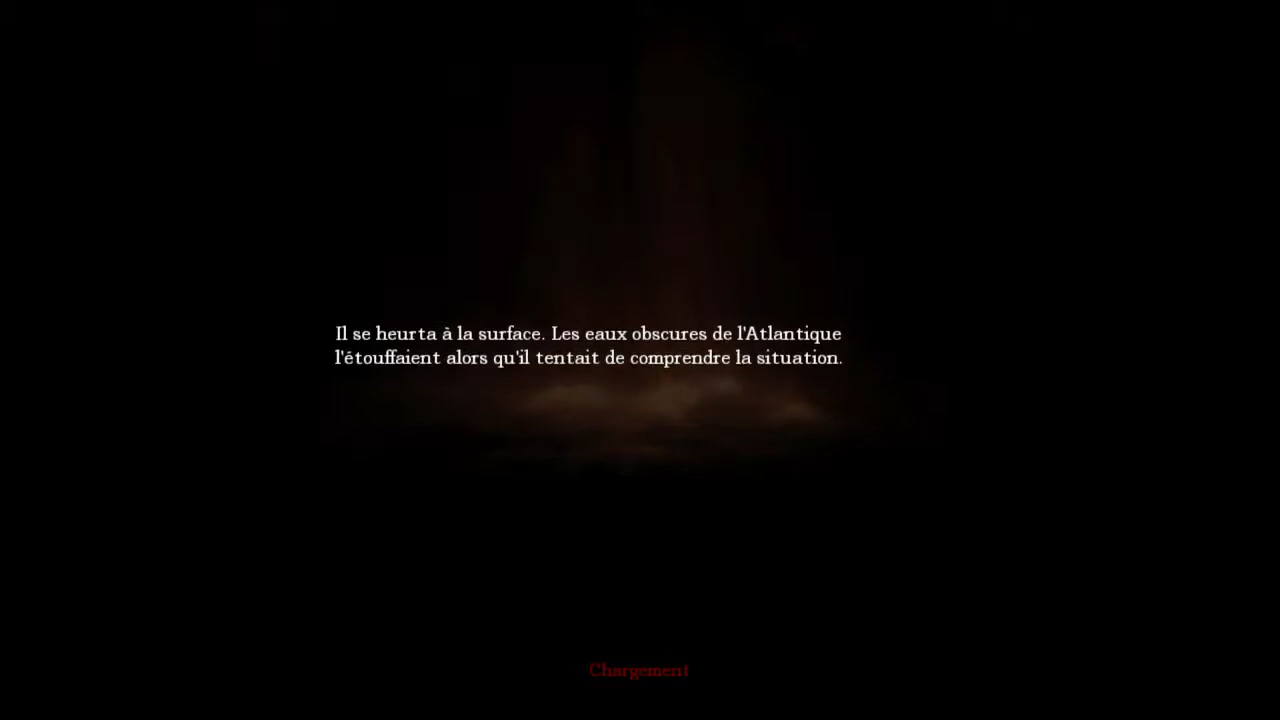 Il se heurta à la surface. Les eaux obscures de l'Atlantique
l'étouffaient alors qu'il tentait de comprendre la situation.
Chargement